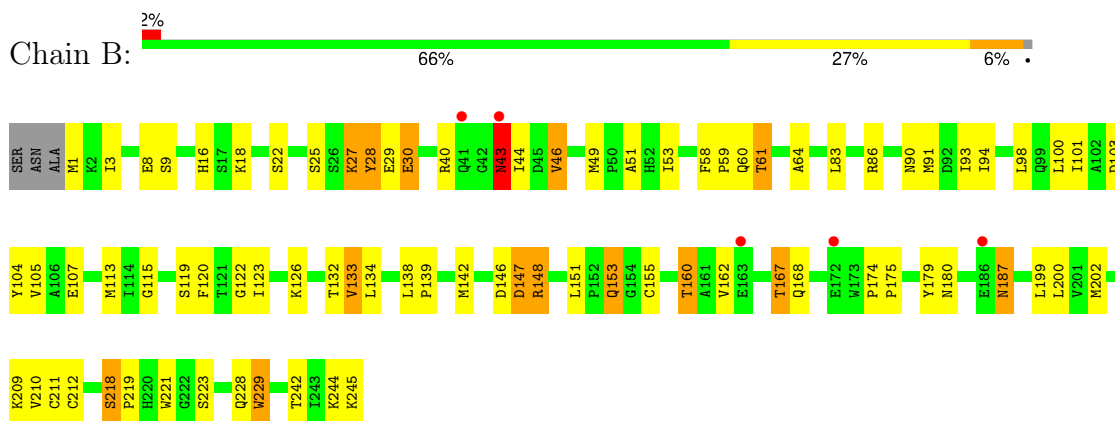 2%
Chain B:
66% 27% 6% •
SER ASN ALA M1 K2 I3 E8 S9 H16 S17 K18 S22 S25 S26 K27 Y28 E29 E30 R40 Q41 G42 N43 I44 D45 V46 M49 P50 A51 H52 I53 F58 P59 Q60 T61 A64 L83 R86 N90 M91 D92 I93 I94 L98 Q99 L100 I101 A102 D103
Y104 V105 A106 E107 M113 I114 G115 S119 F120 T121 G122 I123 K126 T132 V133 L134 L138 P139 M142 D146 D147 R148 L151 P152 Q153 G154 C155 T160 A161 V162 E163 T167 Q168 E172 W173 P174 P175 Y179 N180 E186 N187 L199 L200 V201 M202
K209 V210 C211 C212 S218 P219 H220 W221 G222 S223 Q228 W229 T242 I243 K244 K245